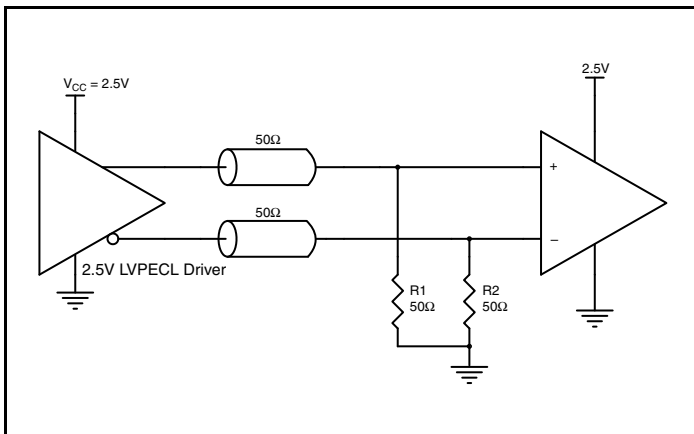 V_CC = 2.5V
2.5V
50Ω
50Ω
+
−
2.5V LVPECL Driver
R1
50Ω
R2
50Ω